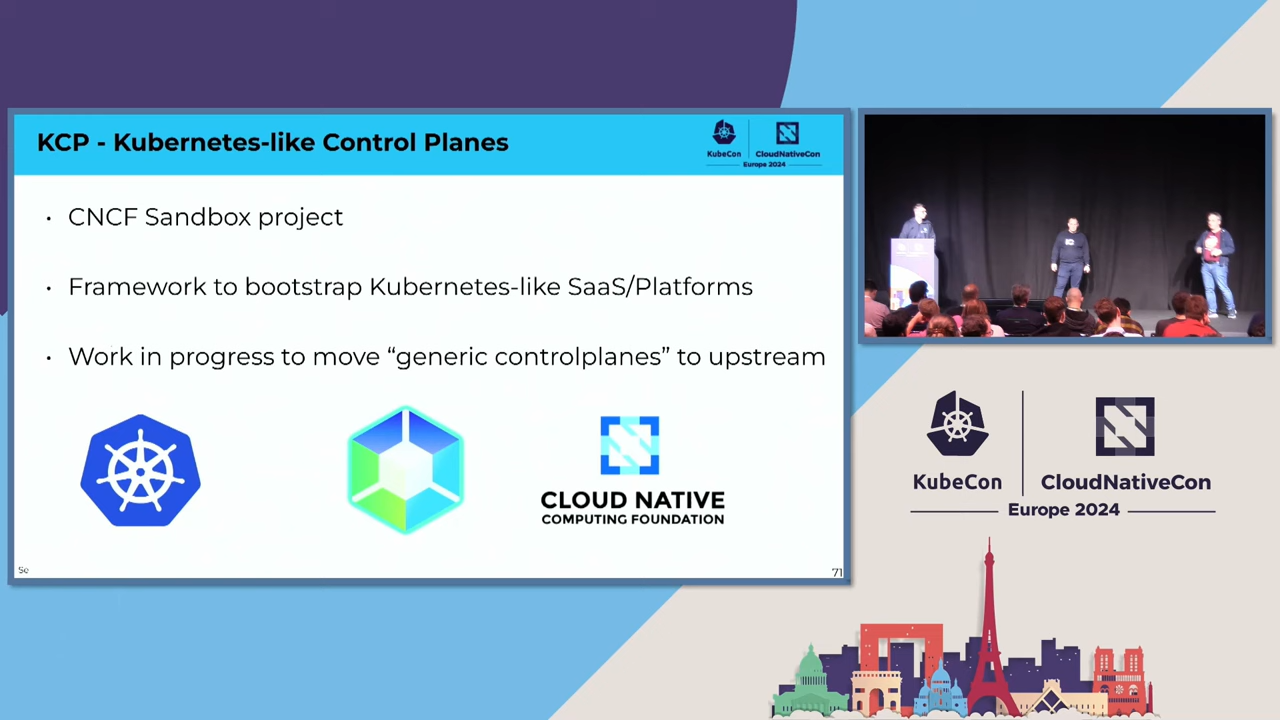 KCP - Kubernetes-like Control Planes
KubeCon
CloudNativeCon
Europe 2024
• CNCF Sandbox project
• Framework to bootstrap Kubernetes-like SaaS/Platforms
• Work in progress to move “generic controlplanes” to upstream
CLOUD NATIVE
COMPUTING FOUNDATION
71
KubeCon
CloudNativeCon
Europe 2024